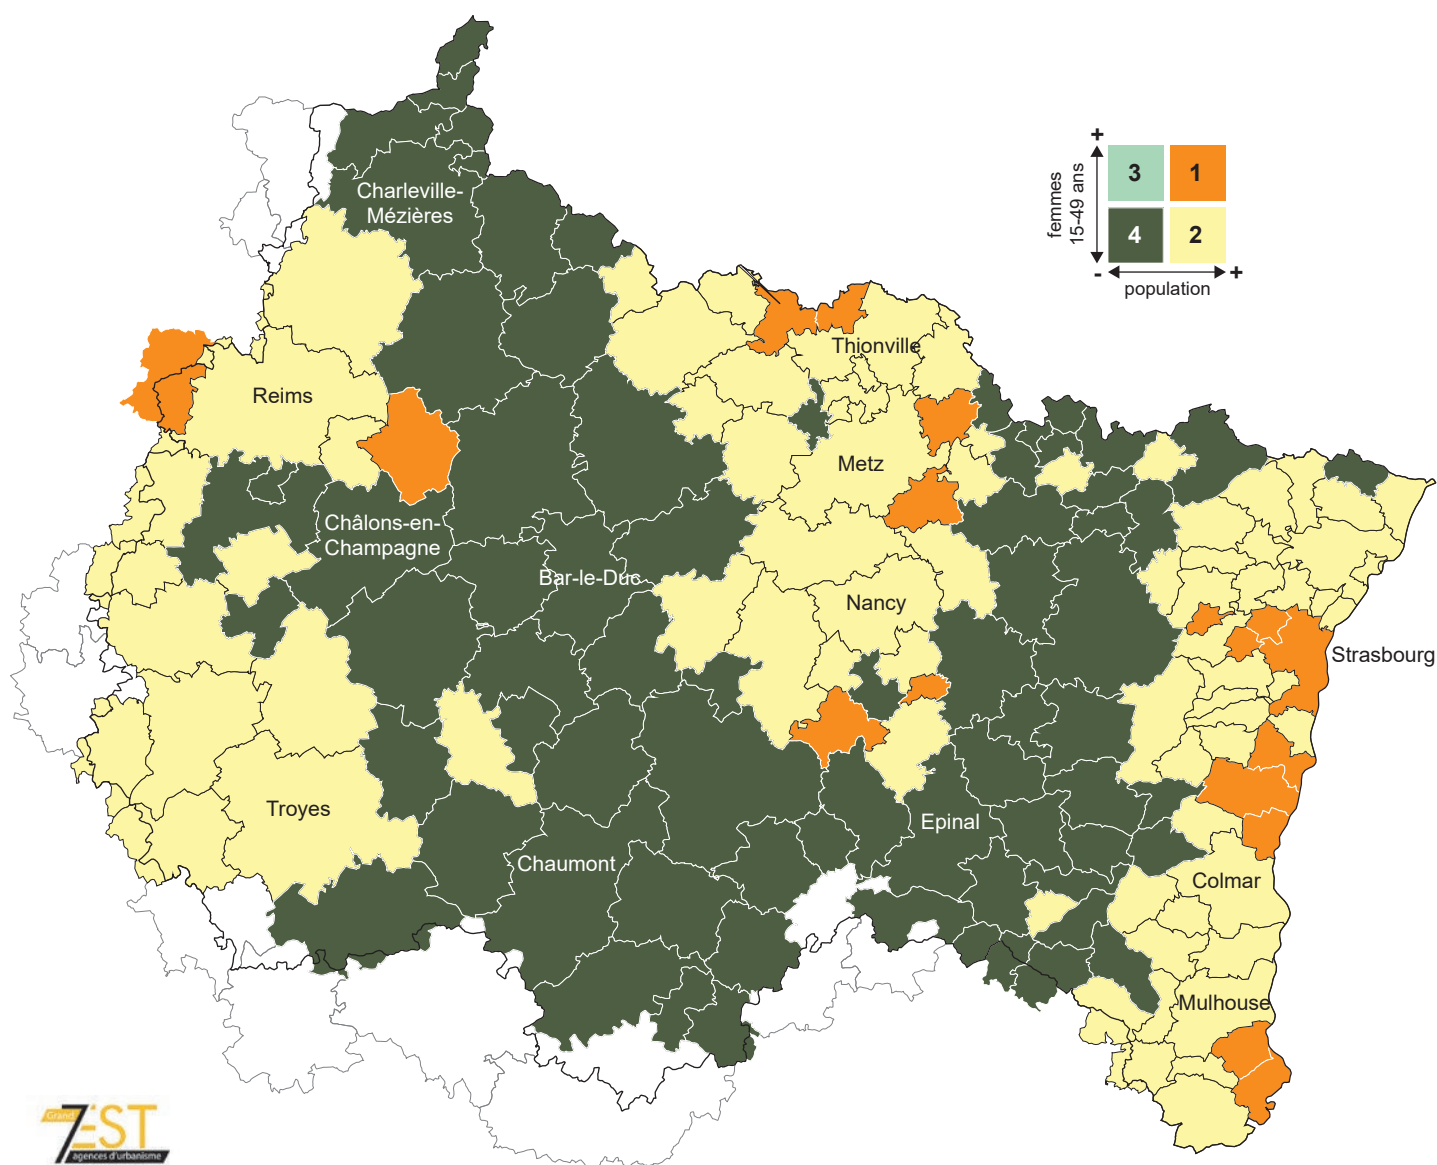 +
3
1
femmes
15-49 ans
4
2
-
+
population
Charleville-
Mézières
Thionville
Reims
Metz
Châlons-en-
Champagne
Bar-le-Duc
Nancy
Strasbourg
Troyes
Epinal
Chaumont
Colmar
Mulhouse
Grand
7EST
agences d'urbanisme